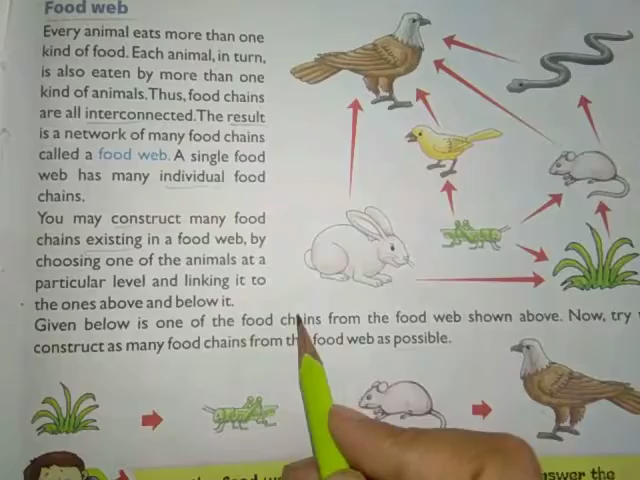 Food web
Every animal eats more than one
kind of food. Each animal, in turn,
is also eaten by more than one
kind of animals. Thus, food chains
are all interconnected. The result
is a network of many food chains
called a food web. A single food
web has many individual food
chains.
You may construct many food
chains existing in a food web, by
choosing one of the animals at a
particular level and linking it to
the ones above and below it.
Given below is one of the food chains from the food web shown above. Now, try
construct as many food chains from the food web as possible.
the food answer the